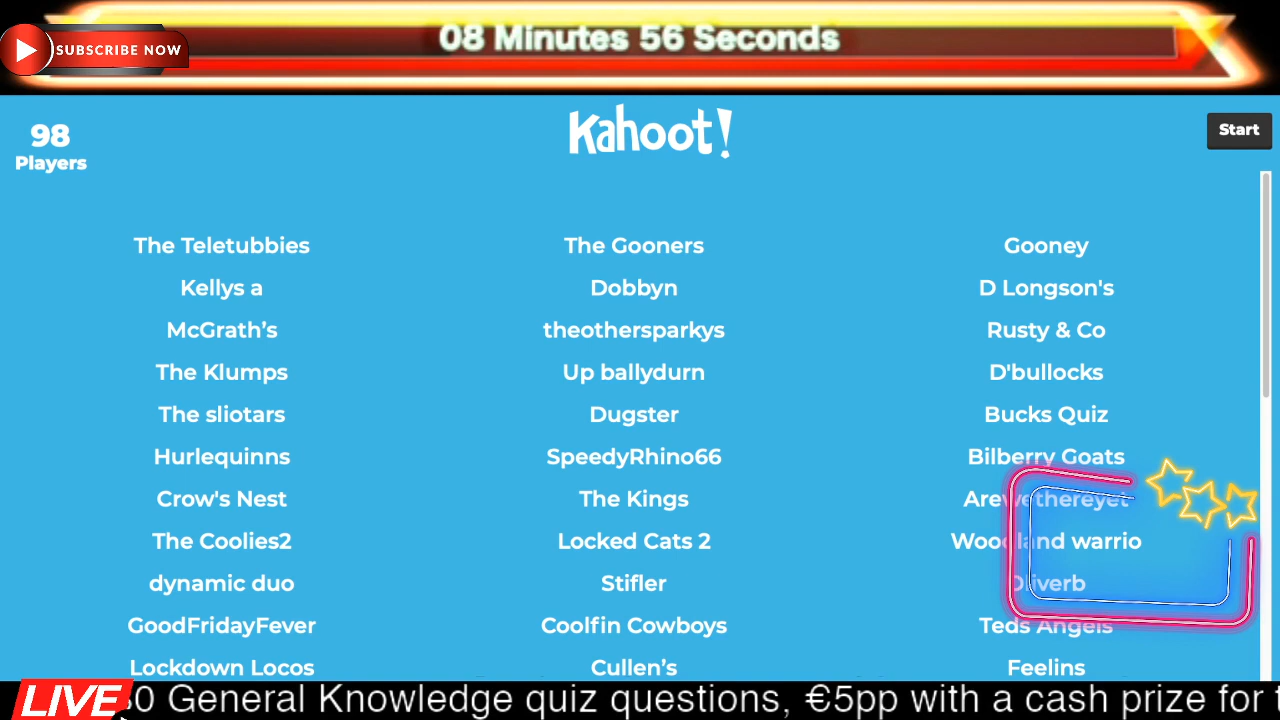 08 Minutes 56 Seconds
SUBSCRIBE NOW
98
Players
Kahoot!
Start
The Teletubbies The Gooners Gooney
Kellys a Dobbyn D Longson's
McGrath’s theothersparkys Rusty & Co
The Klumps Up ballydurn D'bullocks
The sliotars Dugster Bucks Quiz
Hurlequinns SpeedyRhino66 Bilberry Goats
Crow's Nest The Kings Arewethereyet
The Coolies2 Locked Cats 2 Woodland warrio
dynamic duo Stifler Oliverb
GoodFridayFever Coolfin Cowboys Teds Angels
Lockdown Locos Cullen’s Feelins
LIVE
0 General Knowledge quiz questions, €5pp with a cash prize for